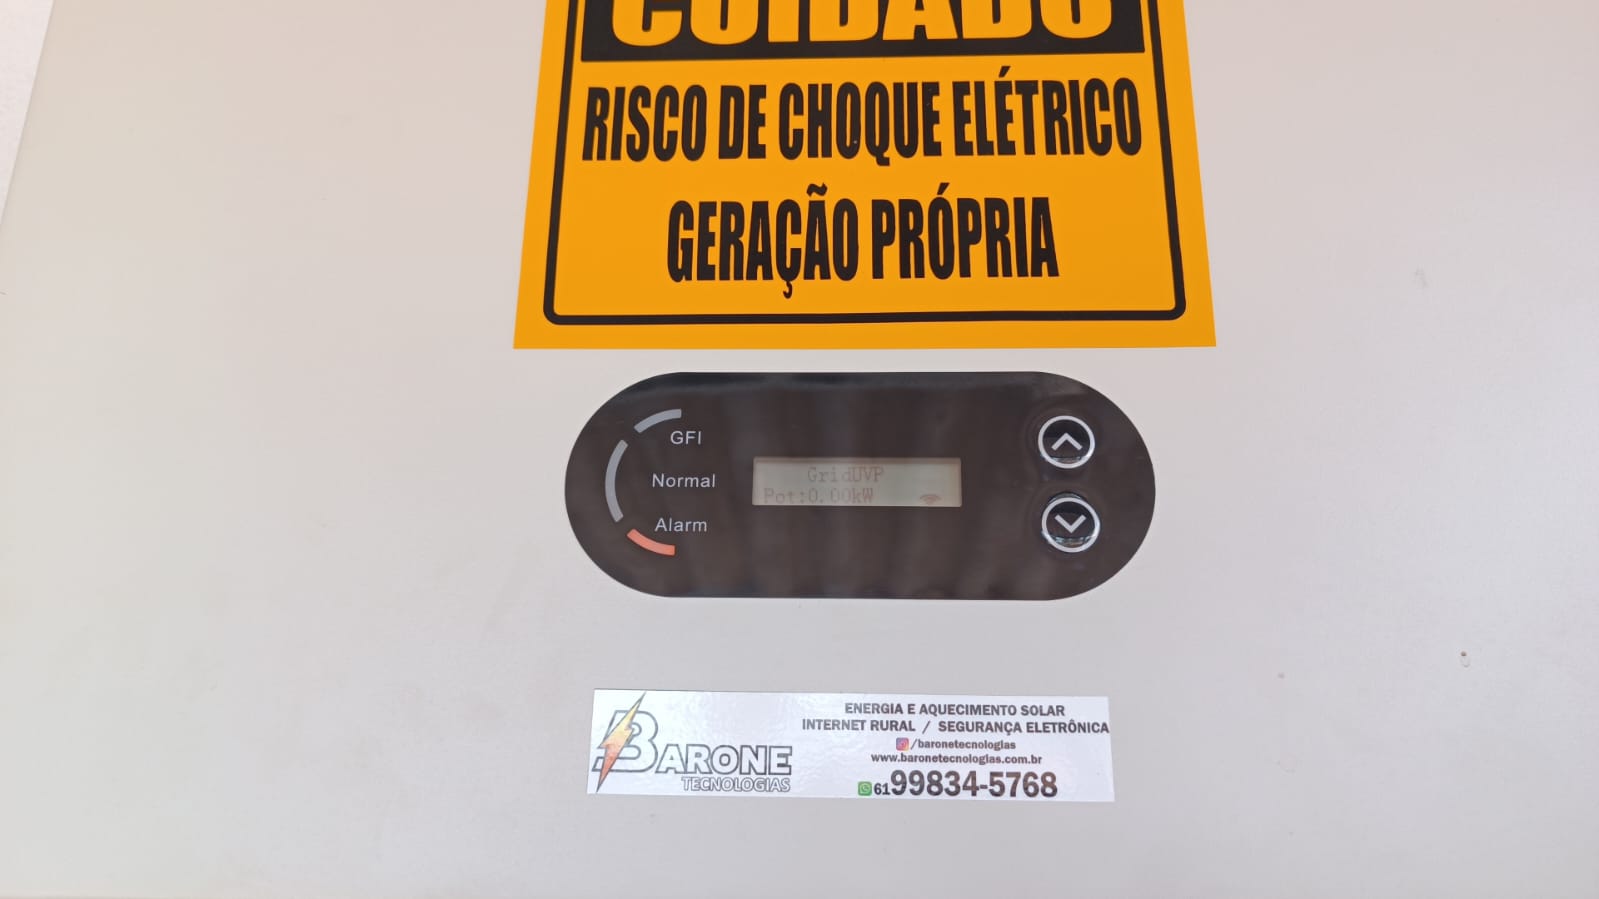 CUIDADO
RISCO DE CHOQUE ELÉTRICO
GERAÇÃO PRÓPRIA
GFI
Normal
Alarm
GridUVP
Pot:0.00kW
BARONE
TECNOLOGIAS
ENERGIA E AQUECIMENTO SOLAR
INTERNET RURAL / SEGURANÇA ELETRÔNICA
/baronetecnologias
www.baronetecnologias.com.br
61 99834-5768